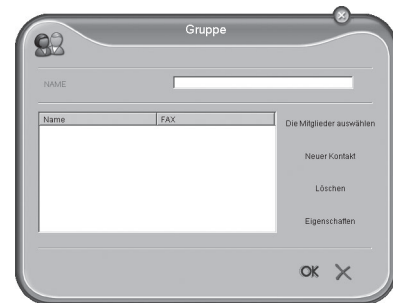 Gruppe
NAME
Name FAX
Die Mitglieder auswählen
Neuer Kontakt
Löschen
Eigenschaften
OK